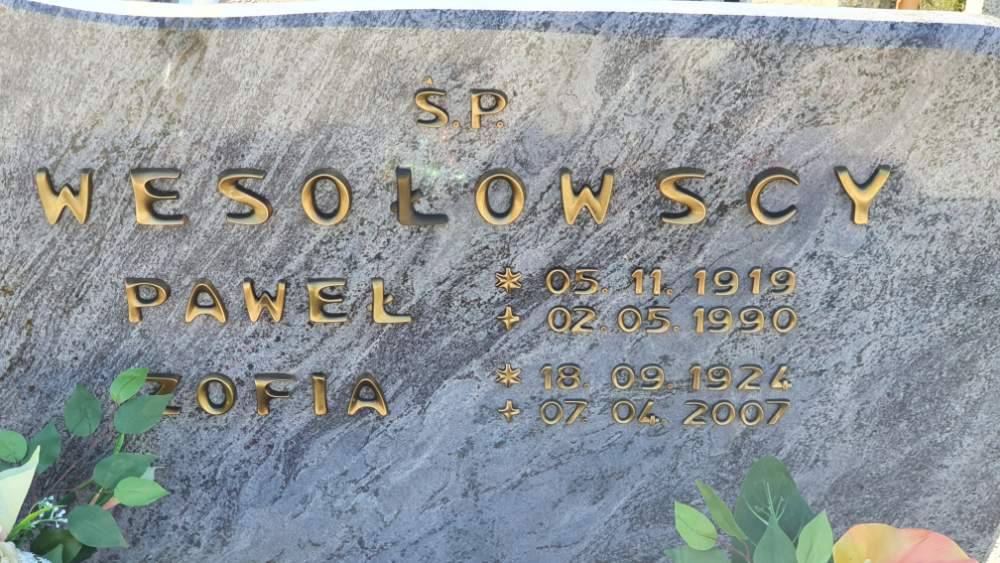 Ś.P.
WESOŁOWSCY
PAWEŁ * 05. 11. 1919
+ 02. 05. 1990
ZOFIA * 18. 09. 1924
+ 07. 04. 2007